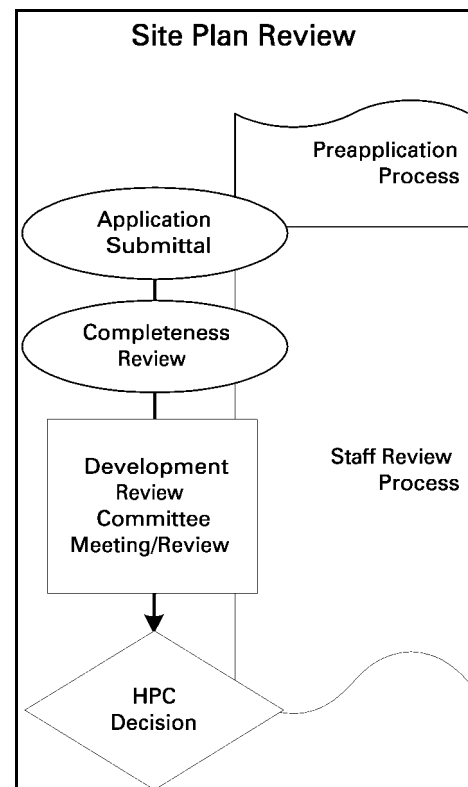 Site Plan Review
Preapplication
Process
Application
Submittal
Completeness
Review
Development
Review
Committee
Meeting/Review
Staff Review
Process
HPC
Decision